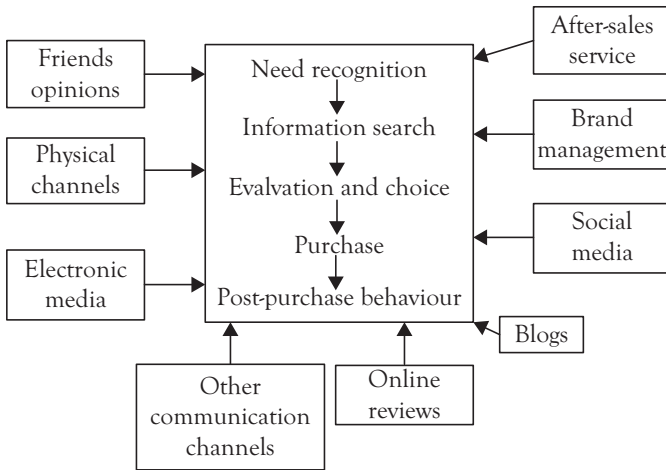 Friends
opinions
Physical
channels
Electronic
media
Need recognition
Information search
Evalvation and choice
Purchase
Post-purchase behaviour
After-sales
service
Brand
management
Social
media
Blogs
Other
communication
channels
Online
reviews